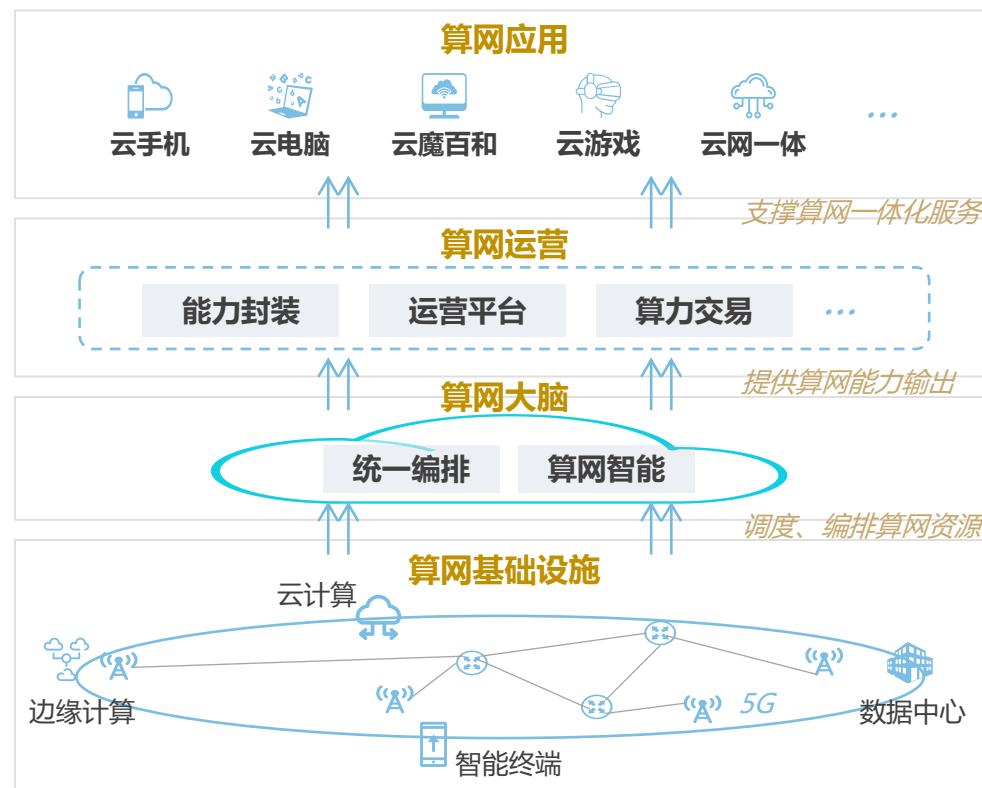 算网应用
云手机
云电脑
云魔百和
云游戏
云网一体
...
支撑算网一体化服务
算网运营
能力封装
运营平台
算力交易
...
提供算网能力输出
算网大脑
统一编排
算网智能
调度、编排算网资源
算网基础设施
云计算
边缘计算
5G
数据中心
智能终端